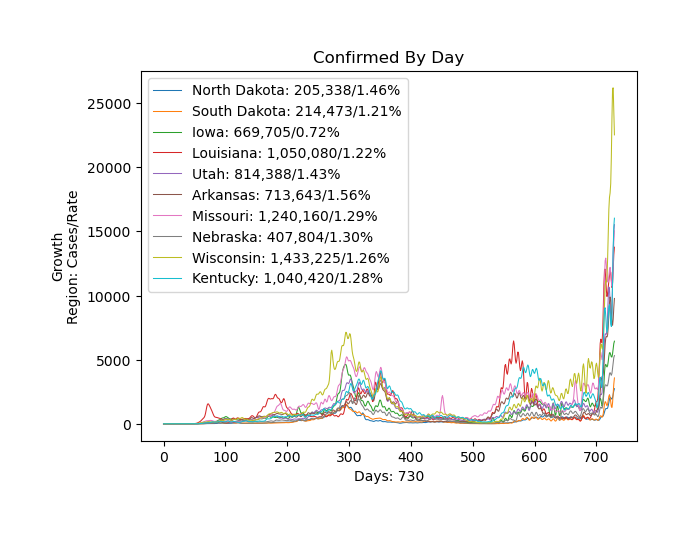 Confirmed By Day
Growth
Region: Cases/Rate
25000
20000
15000
10000
5000
0
North Dakota: 205,338/1.46%
South Dakota: 214,473/1.21%
Iowa: 669,705/0.72%
Louisiana: 1,050,080/1.22%
Utah: 814,388/1.43%
Arkansas: 713,643/1.56%
Missouri: 1,240,160/1.29%
Nebraska: 407,804/1.30%
Wisconsin: 1,433,225/1.26%
Kentucky: 1,040,420/1.28%
0 100 200 300 400 500 600 700
Days: 730